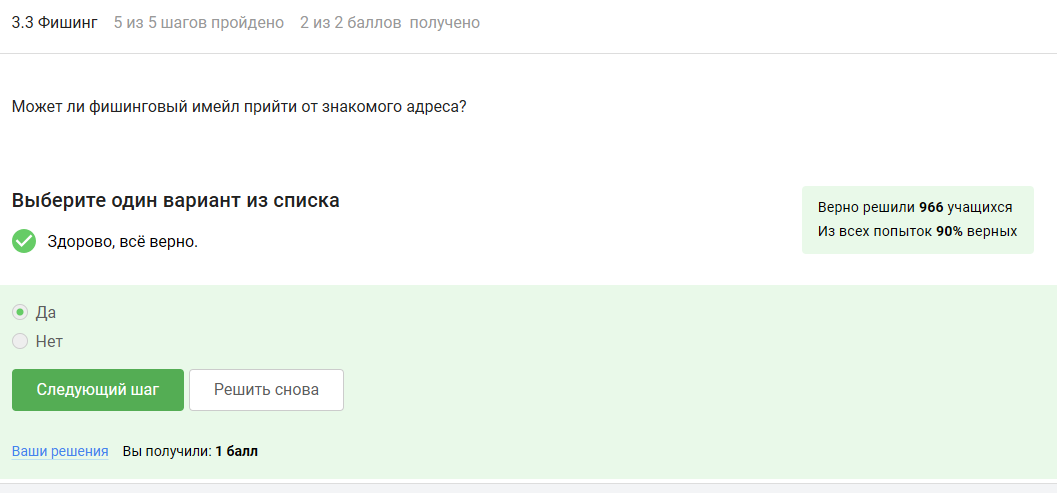 3.3 Фишинг 5 из 5 шагов пройдено 2 из 2 баллов получено
Может ли фишинговый имейл прийти от знакомого адреса?
Выберите один вариант из списка
Здорово, всё верно.
Верно решили 966 учащихся
Из всех попыток 90% верных
Да
Нет
Следующий шаг Решить снова
Ваши решения Вы получили: 1 балл